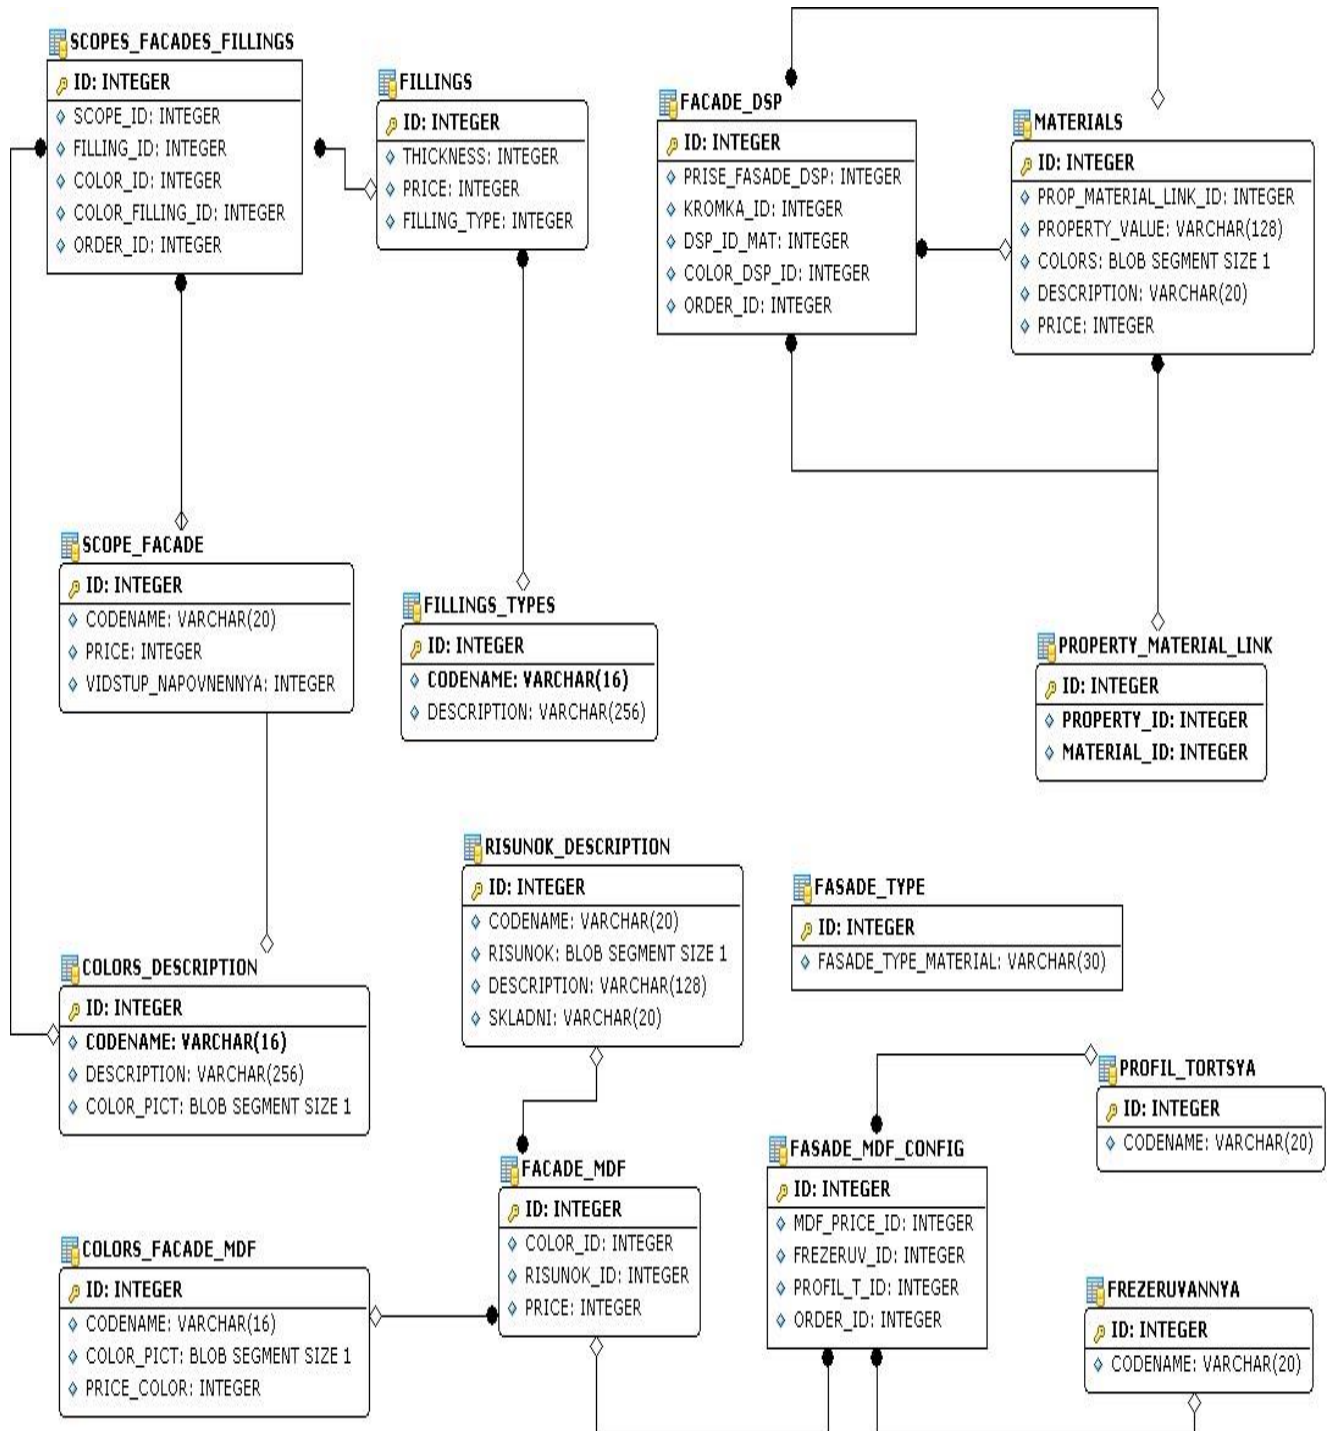 SCOPES_FACADES_FILLINGS
ID: INTEGER
SCOPE_ID: INTEGER
FILLING_ID: INTEGER
COLOR_ID: INTEGER
COLOR_FILLING_ID: INTEGER
ORDER_ID: INTEGER
FILLINGS
ID: INTEGER
THICKNESS: INTEGER
PRICE: INTEGER
FILLING_TYPE: INTEGER
FACADE_DSP
ID: INTEGER
PRISE_FASADE_DSP: INTEGER
KROMKA_ID: INTEGER
DSP_ID_MAT: INTEGER
COLOR_DSP_ID: INTEGER
ORDER_ID: INTEGER
MATERIALS
ID: INTEGER
PROP_MATERIAL_LINK_ID: INTEGER
PROPERTY_VALUE: VARCHAR(128)
COLORS: BLOB SEGMENT SIZE 1
DESCRIPTION: VARCHAR(20)
PRICE: INTEGER
SCOPE_FACADE
ID: INTEGER
CODENAME: VARCHAR(20)
PRICE: INTEGER
VIDSTUP_NAPOVNENNYA: INTEGER
FILLINGS_TYPES
ID: INTEGER
CODENAME: VARCHAR(16)
DESCRIPTION: VARCHAR(256)
PROPERTY_MATERIAL_LINK
ID: INTEGER
PROPERTY_ID: INTEGER
MATERIAL_ID: INTEGER
RISUNOK_DESCRIPTION
ID: INTEGER
CODENAME: VARCHAR(20)
RISUNOK: BLOB SEGMENT SIZE 1
DESCRIPTION: VARCHAR(128)
SKLADNI: VARCHAR(20)
FASADE_TYPE
ID: INTEGER
FASADE_TYPE_MATERIAL: VARCHAR(30)
COLORS_DESCRIPTION
ID: INTEGER
CODENAME: VARCHAR(16)
DESCRIPTION: VARCHAR(256)
COLOR_PICT: BLOB SEGMENT SIZE 1
PROFIL_TORTSYA
ID: INTEGER
CODENAME: VARCHAR(20)
FACADE_MDF
ID: INTEGER
COLOR_ID: INTEGER
RISUNOK_ID: INTEGER
PRICE: INTEGER
FASADE_MDF_CONFIG
ID: INTEGER
MDF_PRICE_ID: INTEGER
FREZERUV_ID: INTEGER
PROFIL_T_ID: INTEGER
ORDER_ID: INTEGER
COLORS_FACADE_MDF
ID: INTEGER
CODENAME: VARCHAR(16)
COLOR_PICT: BLOB SEGMENT SIZE 1
PRICE_COLOR: INTEGER
FREZERUVANNYA
ID: INTEGER
CODENAME: VARCHAR(20)